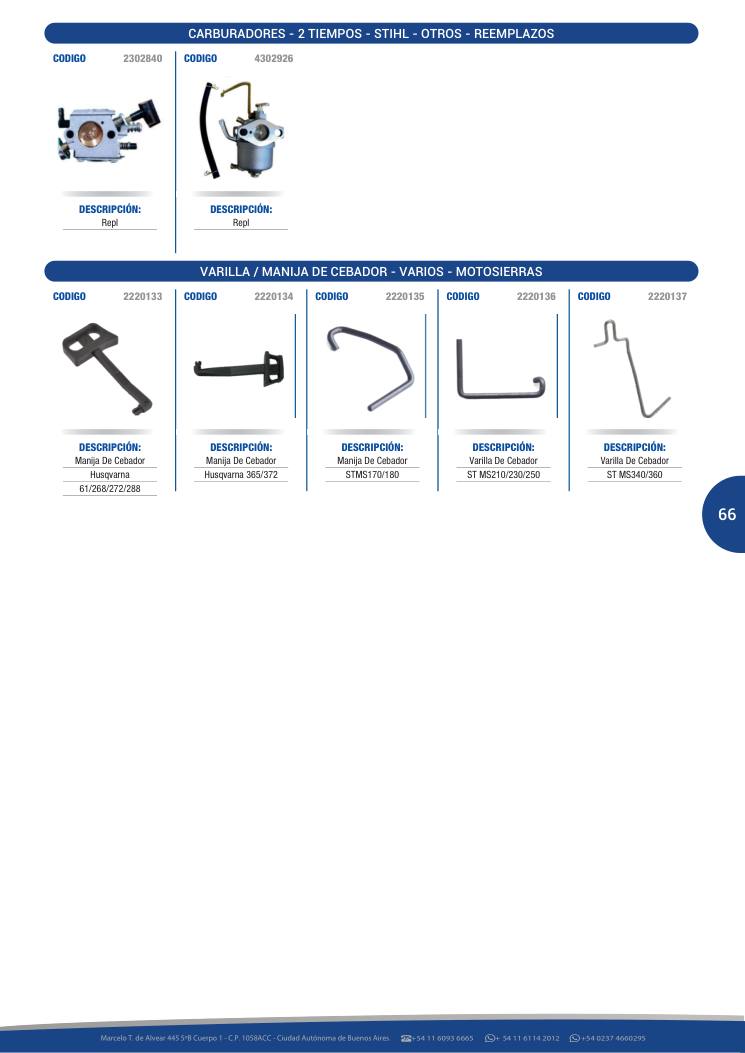 CARBURADORES - 2 TIEMPOS - STIHL - OTROS - REEMPLAZOS
CODIGO 2302840
DESCRIPCIÓN:
Repl
CODIGO 4302926
DESCRIPCIÓN:
Repl
VARILLA / MANIJA DE CEBADOR - VARIOS - MOTOSIERRAS
CODIGO 2220133
DESCRIPCIÓN:
Manija De Cebador
Husqvarna
61/268/272/288
CODIGO 2220134
DESCRIPCIÓN:
Manija De Cebador
Husqvarna 365/372
CODIGO 2220135
DESCRIPCIÓN:
Manija De Cebador
STMS170/180
CODIGO 2220136
DESCRIPCIÓN:
Varilla De Cebador
ST MS210/230/250
CODIGO 2220137
DESCRIPCIÓN:
Varilla De Cebador
ST MS340/360
66
Marcelo T. de Alvear 445 5ºB Cuerpo 1 - C.P. 1058ACC - Ciudad Autónoma de Buenos Aires +54 11 6093 6665 + 54 11 6114 2012 +54 0237 4660295